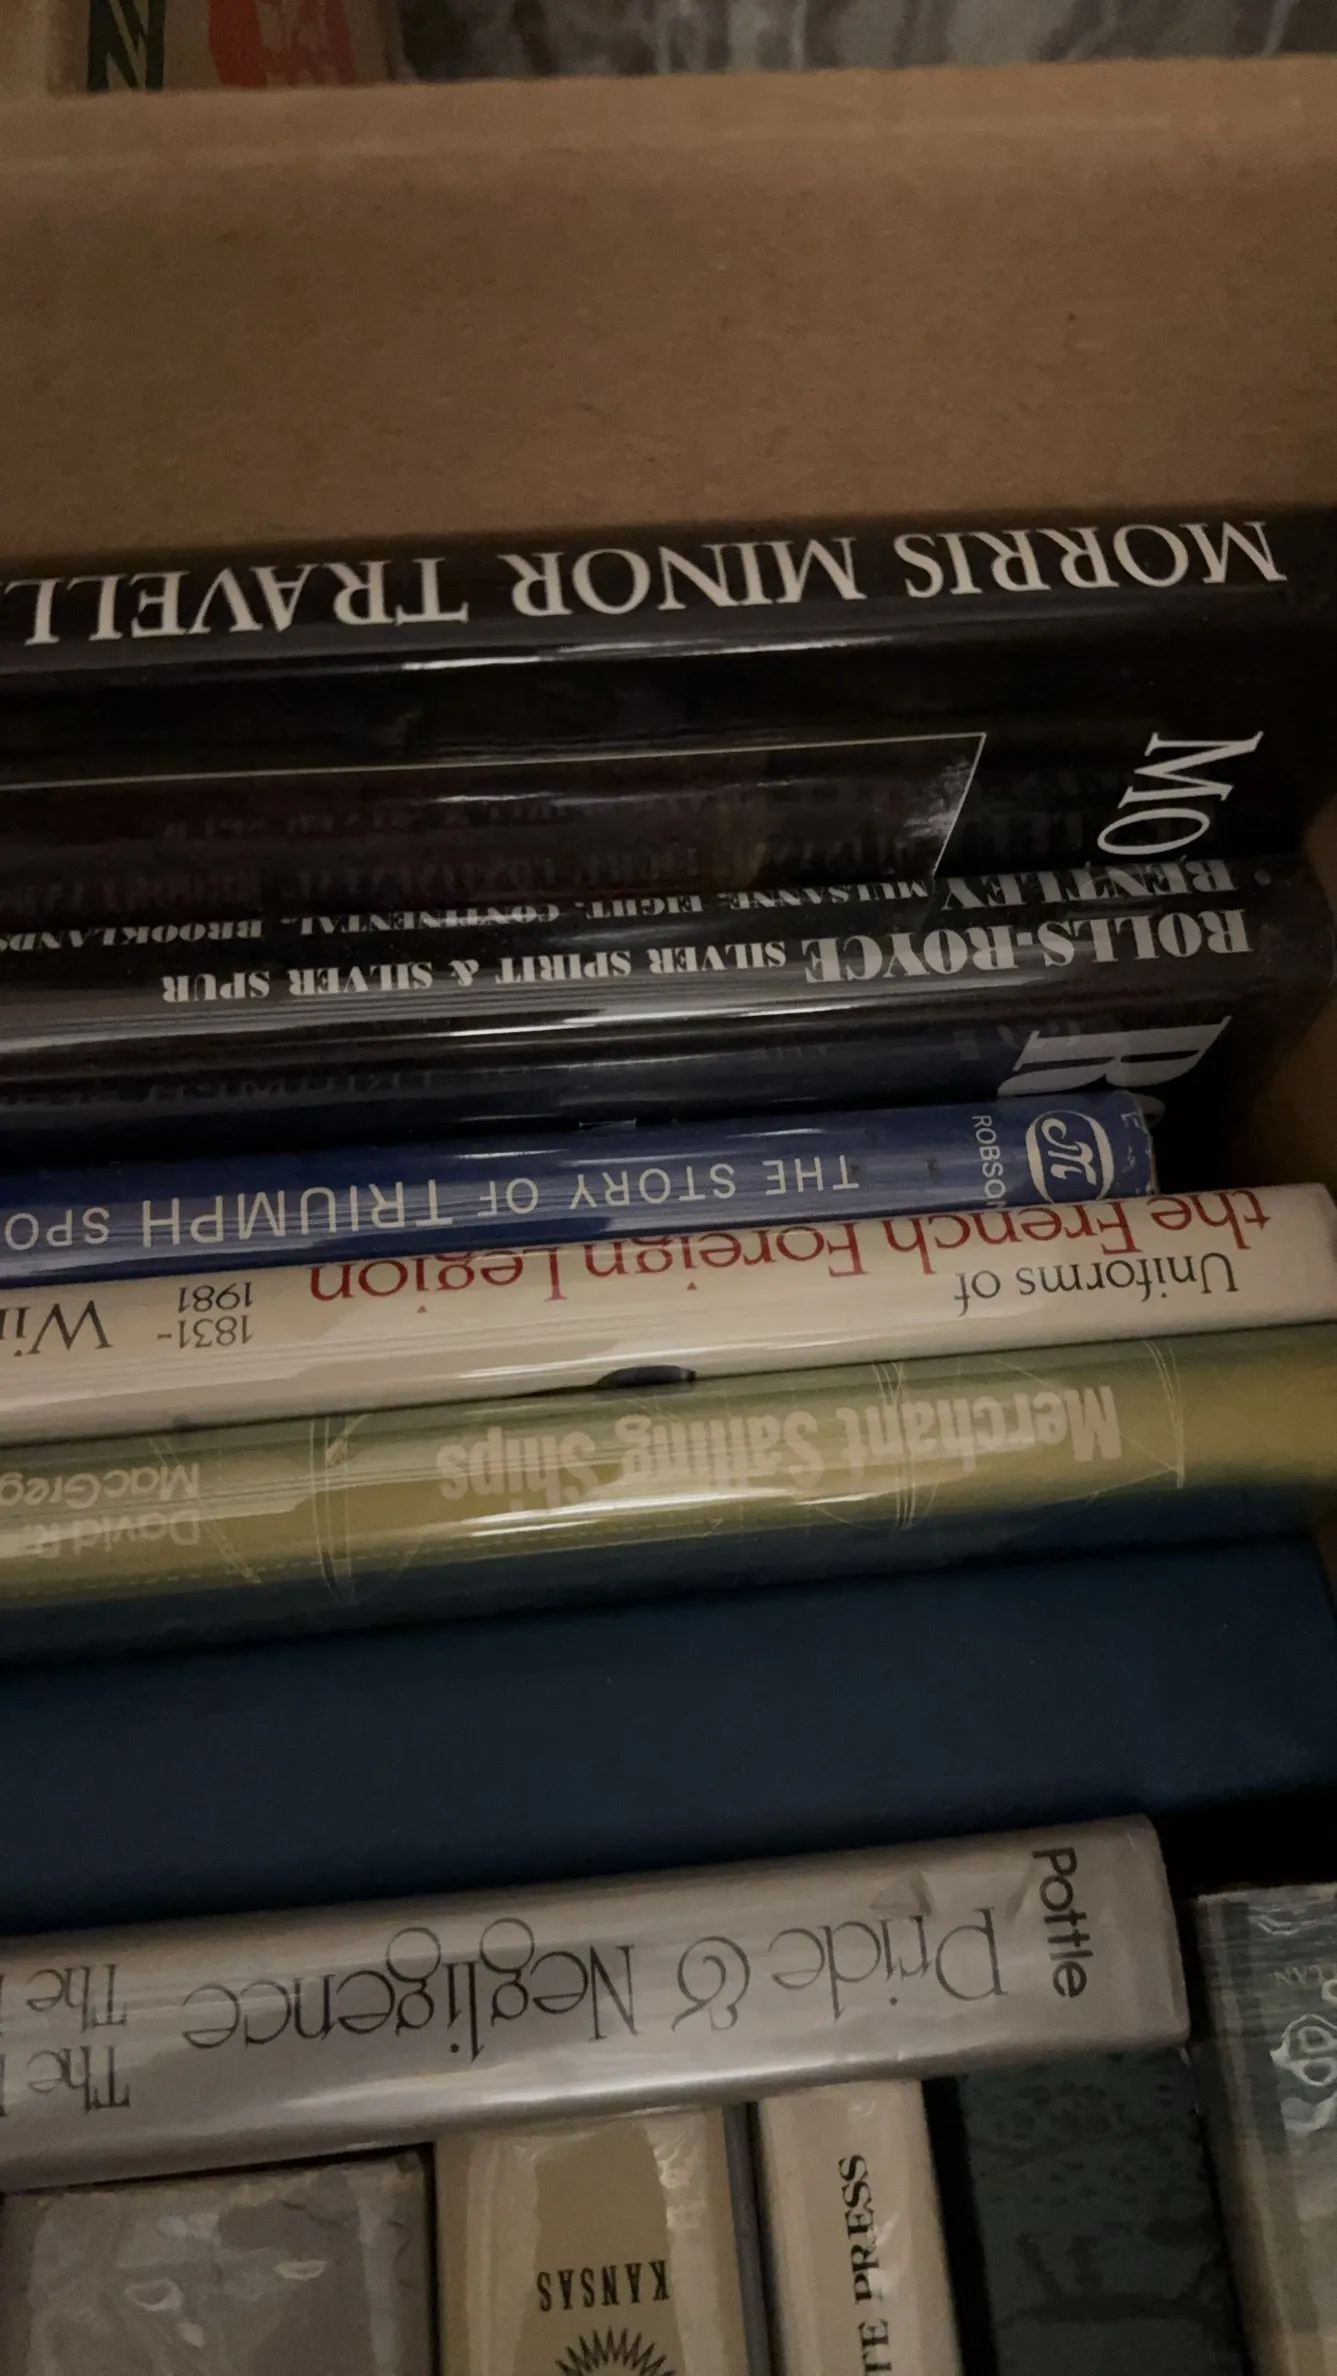 MORRIS MINOR TRAVELL
MO
BENTLEY MULSANNE, EIGHT, CONTINENTAL, BROOKLANDS
ROLLS-ROYCE SILVER SPIRIT & SILVER SPUR
R
ROBSON
THE STORY OF TRIUMPH SPO
Uniforms of
the French Foreign Legion
1831-
1981
Merchant Sailing Ships
David R.
MacGreg
Pottle
Pride & Negligence
The
The
KANSAS
TE PRESS